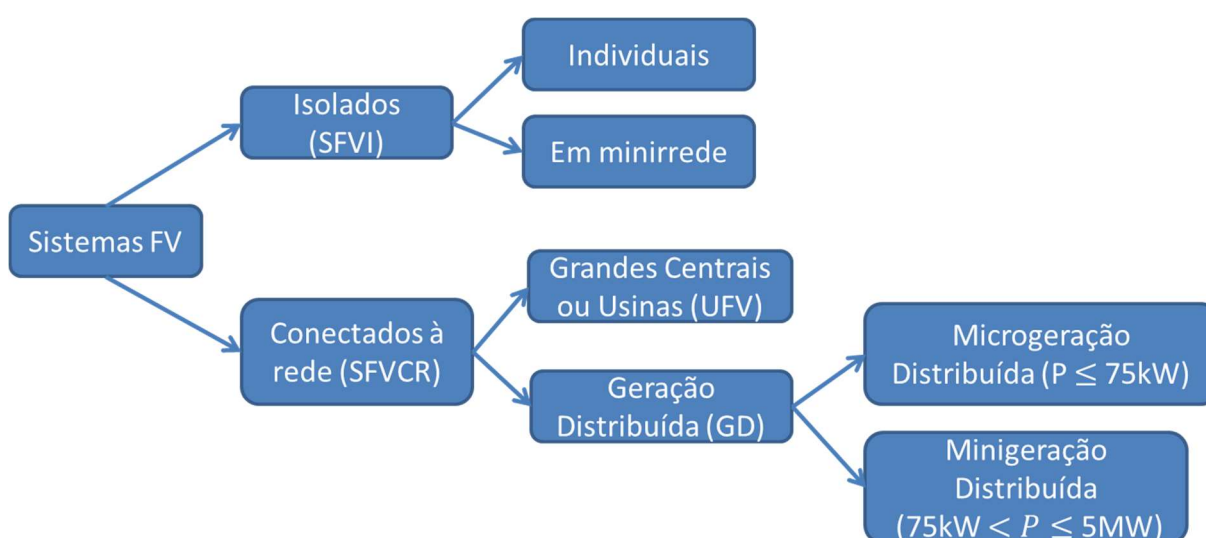 Individuais
Isolados
(SFVI)
Em minirrede
Sistemas FV
Grandes Centrais
ou Usinas (UFV)
Conectados à
rede (SFVCR)
Geração
Distribuída (GD)
Microgeração
Distribuída (P ≤ 75kW)
Minigeração
Distribuída
(75kW < P ≤ 5MW)